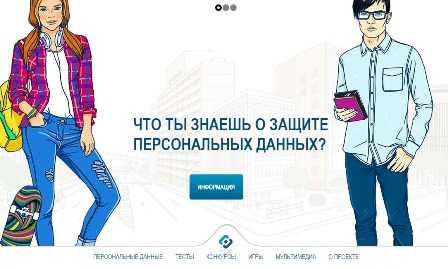 ЧТО ТЫ ЗНАЕШЬ О ЗАЩИТЕ
ПЕРСОНАЛЬНЫХ ДАННЫХ?
ИНФОРМАЦИЯ
ПЕРСОНАЛЬНЫЕ ДАННЫЕ ТЕСТЫ КОНКУРСЫ ИГРЫ МУЛЬТИМЕДИА О ПРОЕКТЕ